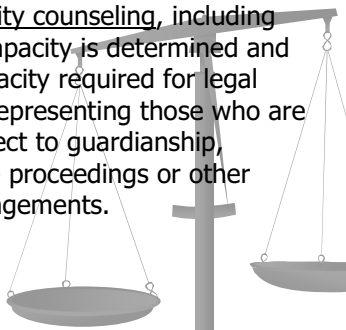 ity counseling, including
apacity is determined and
acity required for legal
epresenting those who are
ect to guardianship,
proceedings or other
gements.